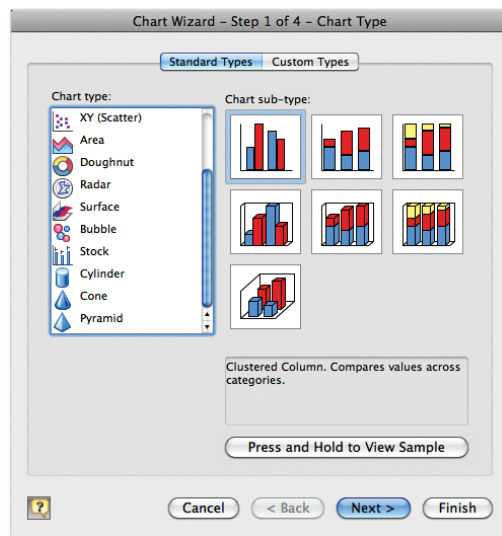 Chart Wizard – Step 1 of 4 – Chart Type
Standard Types Custom Types
Chart type:
XY (Scatter)
Area
Doughnut
Radar
Surface
Bubble
Stock
Cylinder
Cone
Pyramid
Chart sub-type:
Clustered Column. Compares values across
categories.
Press and Hold to View Sample
? Cancel < Back Next > Finish